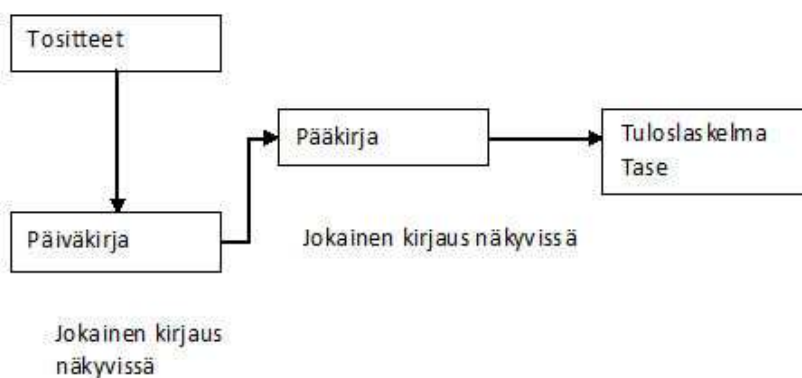 Tositteet
Pääkirja
Tuloslaskelma
Tase
Päiväkirja
Jokainen kirjaus näkyvissä
Jokainen kirjaus
näkyvissä